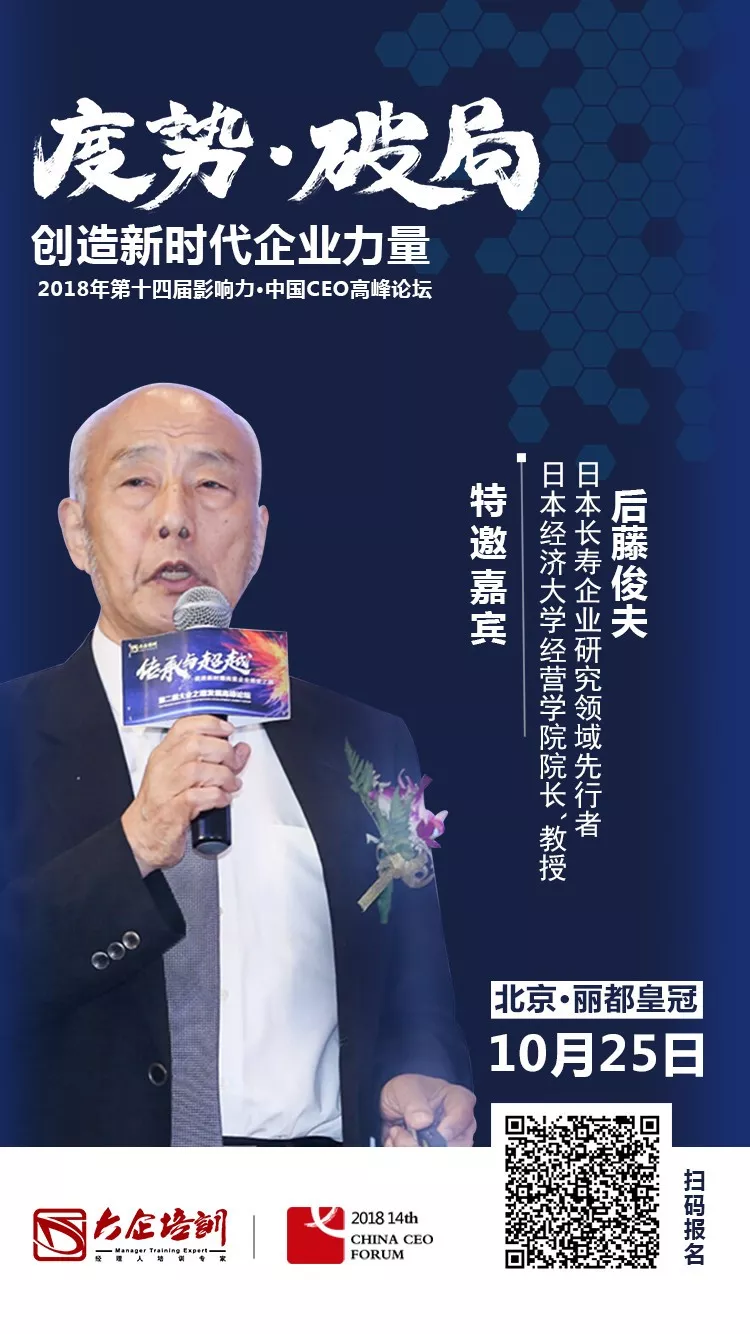 度势·破局
创造新时代企业力量
2018年第十四届影响力·中国CEO高峰论坛
后藤俊夫
日本长寿企业研究领域先行者
日本经济大学经营学院院长、教授
特邀嘉宾
传承与超越
北京·丽都皇冠
10月25日
扫码报名
大企培训
Manager Training Expert
经理人培训专家
2018 14th
CHINA CEO
FORUM